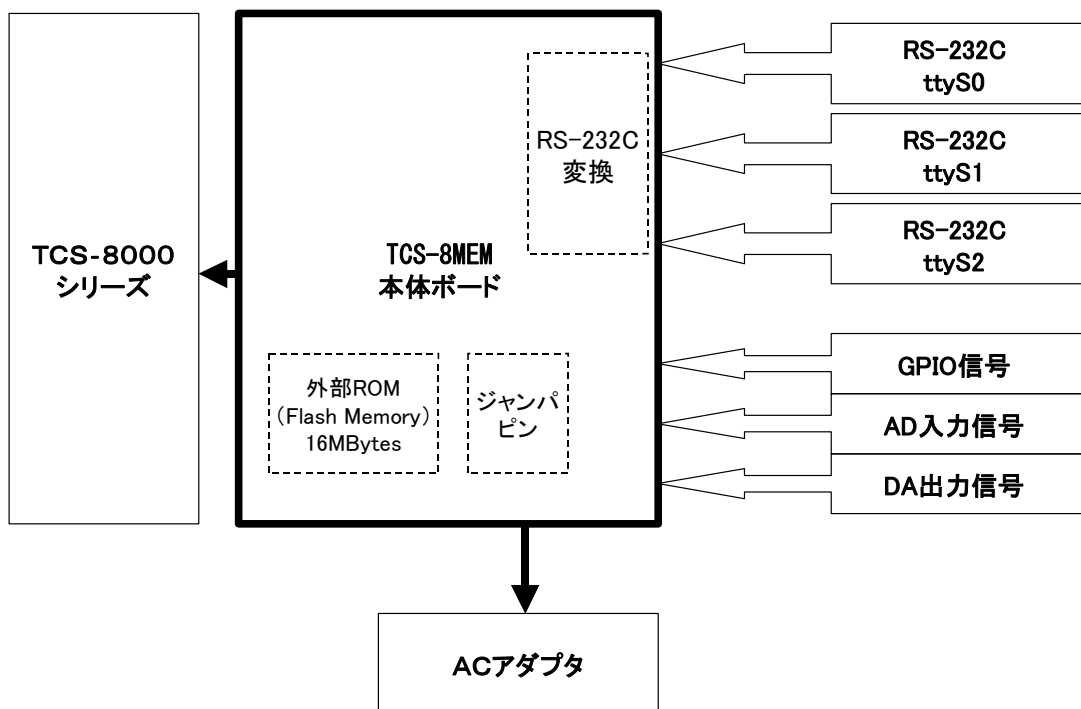 TCS-8000
シリーズ
TCS-8MEM
本体ボード
RS-232C
変換
外部ROM
(Flash Memory)
16MBytes
ジャンパ
ピン
RS-232C
ttyS0
RS-232C
ttyS1
RS-232C
ttyS2
GPIO信号
AD入力信号
DA出力信号
ACアダプタ